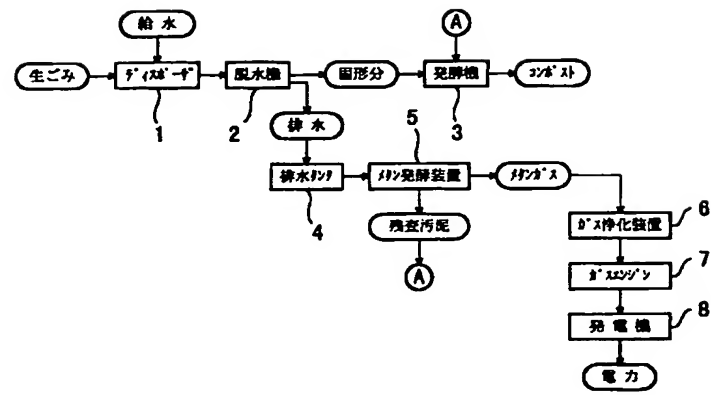 給水
A
生ごみ
ディスポーザ
脱水機
固形分
発酵機
コンポスト
1
2
3
排水
5
排水タンク
メタン発酵装置
メタンガス
4
6
残査汚泥
ガス浄化装置
A
7
ガスエンジン
8
発電機
電力